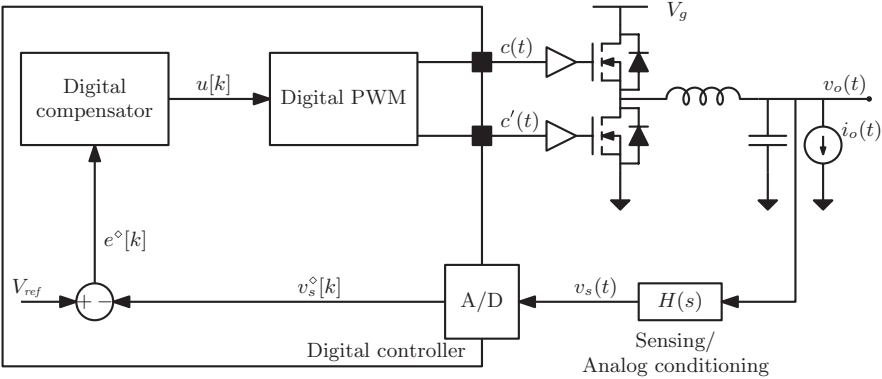 V_g
c(t)
Digital
compensator
u[k]
Digital PWM
v_o(t)
c′(t)
i_o(t)
e^⋄[k]
V_ref
+ −
v_s^⋄[k]
A/D
v_s(t)
H(s)
Digital controller
Sensing/
Analog conditioning